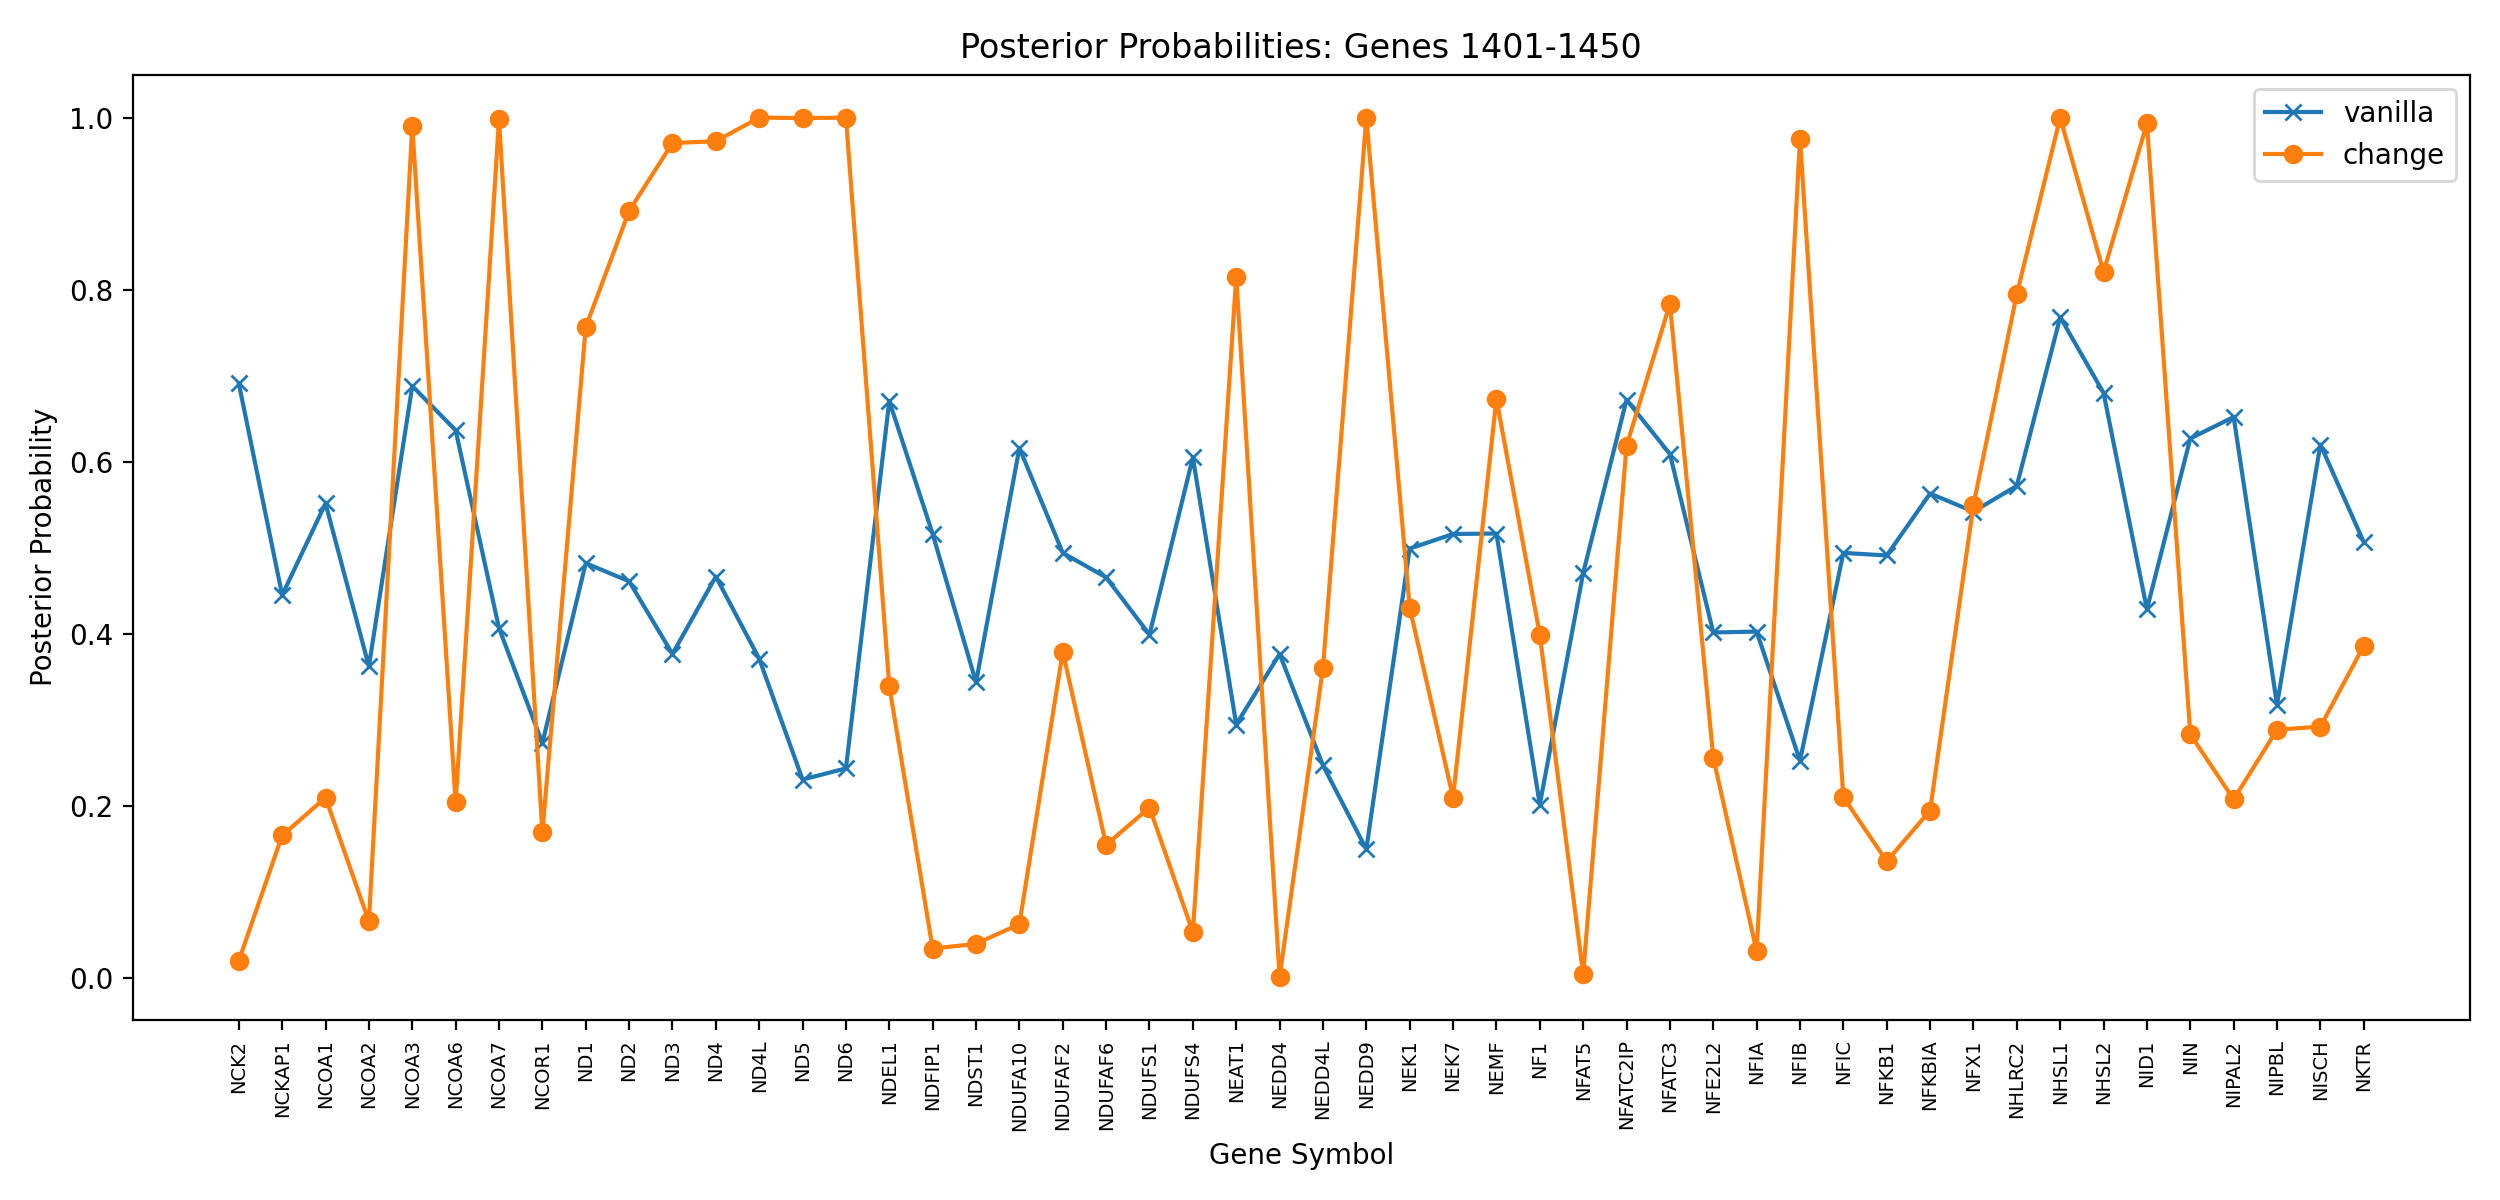 Posterior Probabilities: Genes 1401-1450
vanilla
change
Posterior Probability
1.0
0.8
0.6
0.4
0.2
0.0
NCK2
NCKAP1
NCOA1
NCOA2
NCOA3
NCOA6
NCOA7
NCOR1
ND1
ND2
ND3
ND4
ND4L
ND5
ND6
NDEL1
NDFIP1
NDST1
NDUFA10
NDUFAF2
NDUFAF6
NDUFS1
NDUFS4
NEAT1
NEDD4
NEDD4L
NEDD9
NEK1
NEK7
NEMF
NF1
NFAT5
NFATC2IP
NFATC3
NFE2L2
NFIA
NFIB
NFIC
NFKB1
NFKBIA
NFX1
NHLRC2
NHSL1
NHSL2
NID1
NIN
NIPAL2
NIPBL
NISCH
NKTR
Gene Symbol